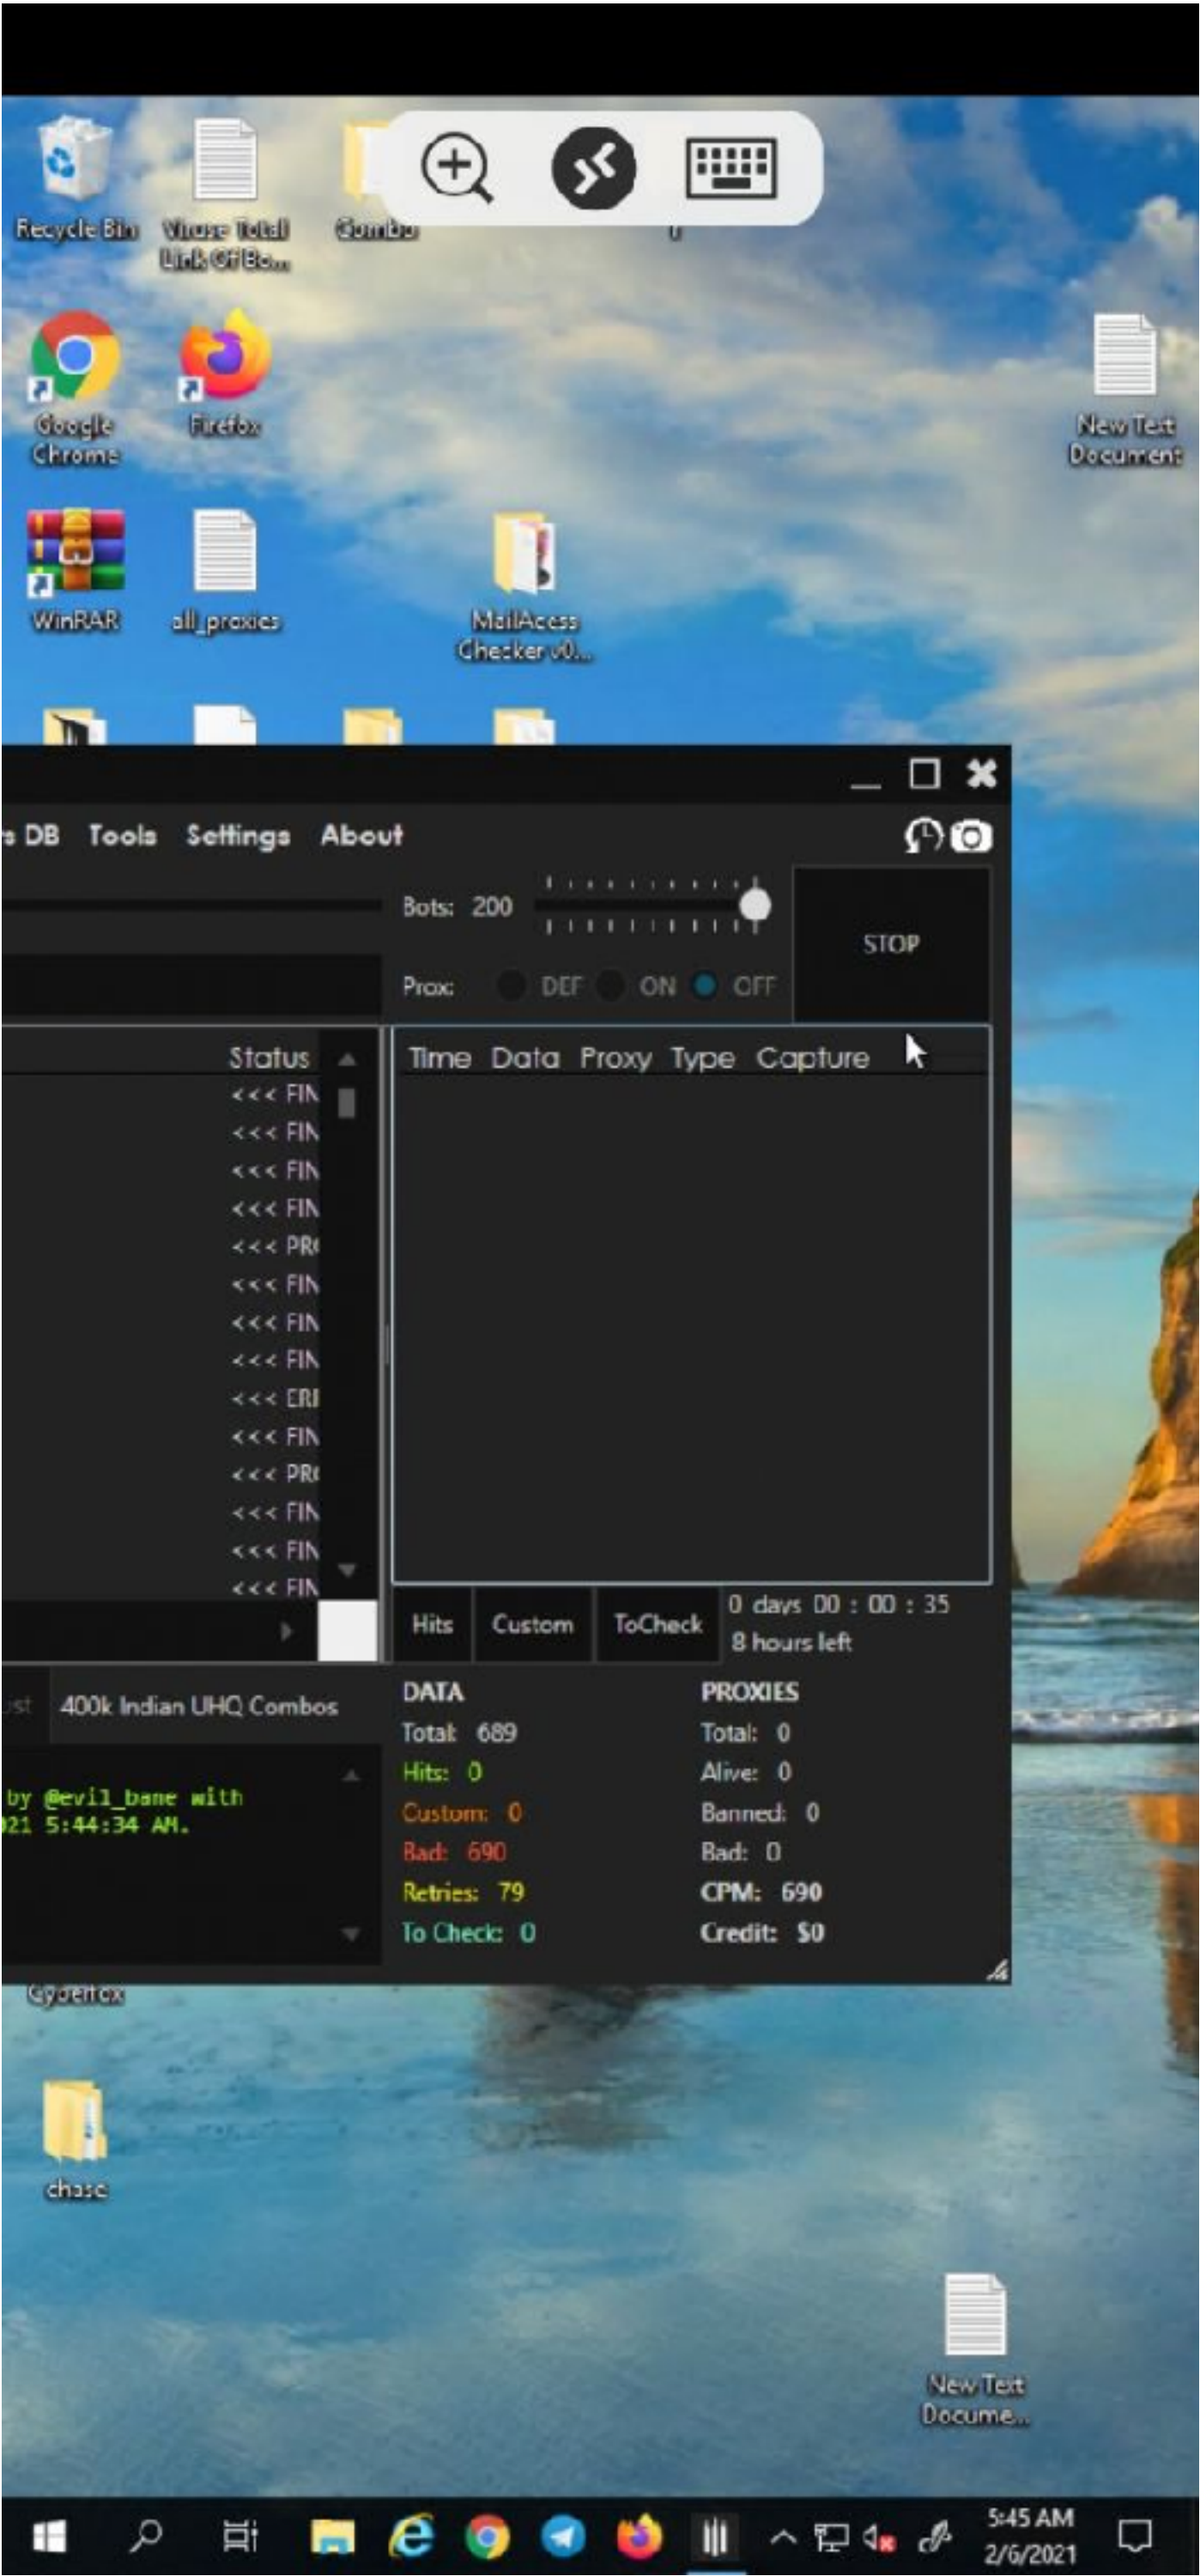 Recycle Bin
Viruse Total
Link Of Bo...
Combo
r
Google
Chrome
Firefox
New Text
Document
WinRAR
all_proxies
MailAcess
Checker v0...
s DB Tools Settings About
Bots: 200
STOP
Prox: DEF ON OFF
Status
Time Data Proxy Type Capture
<<< FIN
<<< FIN
<<< FIN
<<< FIN
<<< PR
<<< FIN
<<< FIN
<<< FIN
<<< ERI
<<< FIN
<<< PR
<<< FIN
<<< FIN
<<< FIN
Hits Custom ToCheck
0 days 00 : 00 : 35
8 hours left
ust 400k Indian UHQ Combos
by @evil_bane with
021 5:44:34 AM.
DATA
Total: 689
Hits: 0
Custom: 0
Bad: 690
Retries: 79
To Check: 0
PROXIES
Total: 0
Alive: 0
Banned: 0
Bad: 0
CPM: 690
Credit: $0
Cyberfox
chase
New Text
Docume...
5:45 AM
2/6/2021